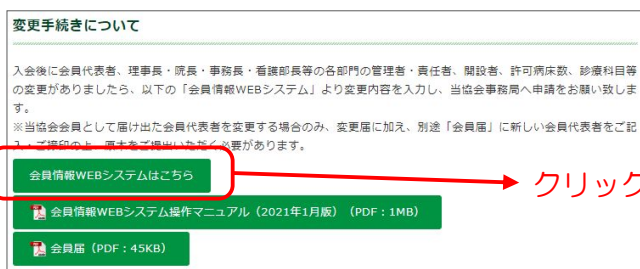 変更手続きについて
入会後に会員代表者、理事長・院長・事務長・看護部長等の各部門の管理者・責任者、開設者、許可病床数、診療科目等
の変更がありましたら、以下の「会員情報WEBシステム」より変更内容を入力し、当協会事務局へ申請をお願い致しま
す。
※当協会会員として届け出た会員代表者を変更する場合のみ、変更届に加え、別途「会員届」に新しい会員代表者をご記
入・ご捺印の上、原本をご提出いただく必要があります。
会員情報WEBシステムはこちら
クリック
会員情報WEBシステム操作マニュアル（2021年1月版）（PDF：1MB）
会員届（PDF：45KB）